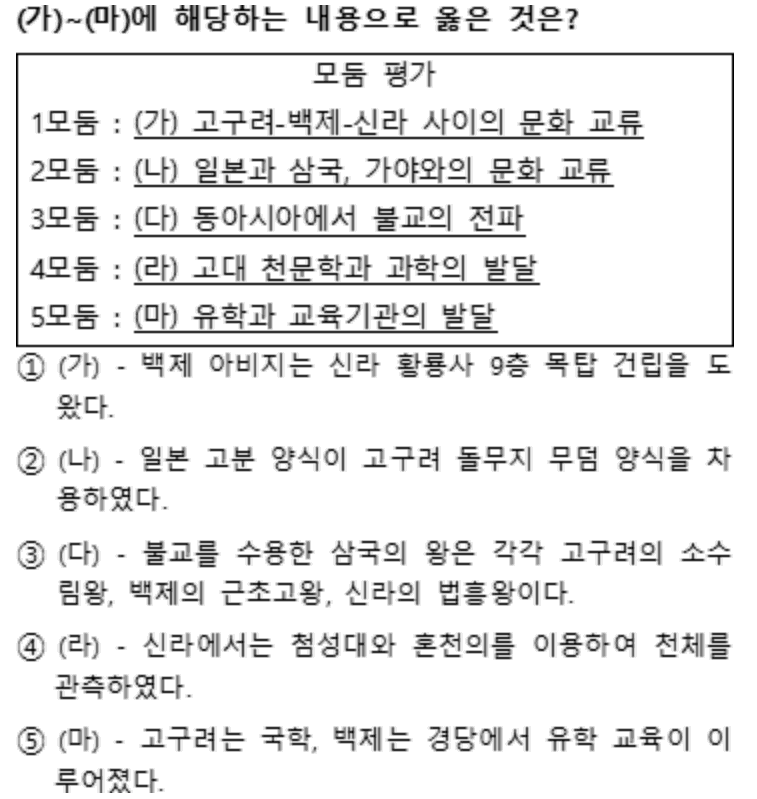 (가)~(마)에 해당하는 내용으로 옳은 것은?
모둠 평가
1모둠 : (가) 고구려-백제-신라 사이의 문화 교류
2모둠 : (나) 일본과 삼국, 가야와의 문화 교류
3모둠 : (다) 동아시아에서 불교의 전파
4모둠 : (라) 고대 천문학과 과학의 발달
5모둠 : (마) 유학과 교육기관의 발달
① (가) - 백제 아비지는 신라 황룡사 9층 목탑 건립을 도
왔다.
② (나) - 일본 고분 양식이 고구려 돌무지 무덤 양식을 차
용하였다.
③ (다) - 불교를 수용한 삼국의 왕은 각각 고구려의 소수
림왕, 백제의 근초고왕, 신라의 법흥왕이다.
④ (라) - 신라에서는 첨성대와 혼천의를 이용하여 천체를
관측하였다.
⑤ (마) - 고구려는 국학, 백제는 경당에서 유학 교육이 이
루어졌다.